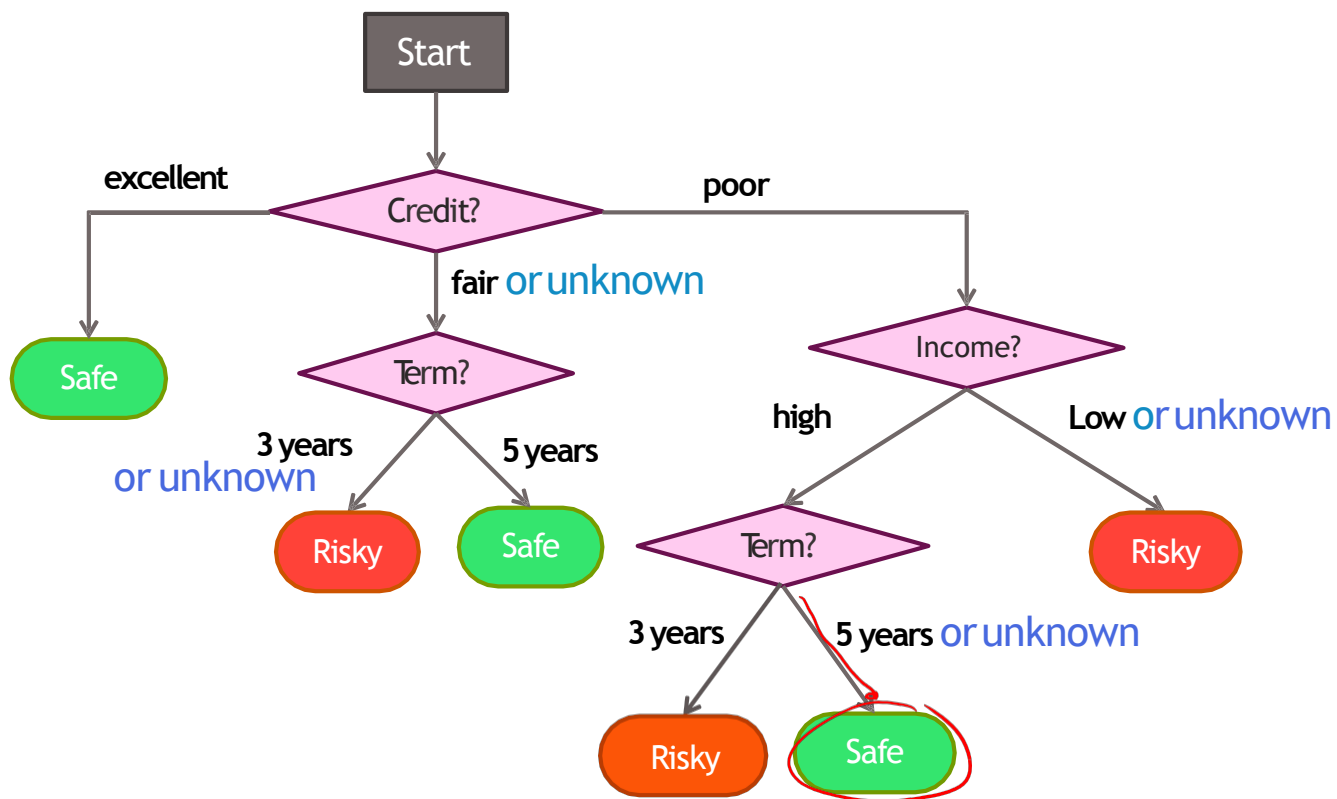 Start
excellent
poor
Credit?
fair or unknown
Income?
Safe
Term?
high
Low or unknown
3 years
5 years
or unknown
Risky
Safe
Term?
Risky
3 years
5 years or unknown
Risky
Safe